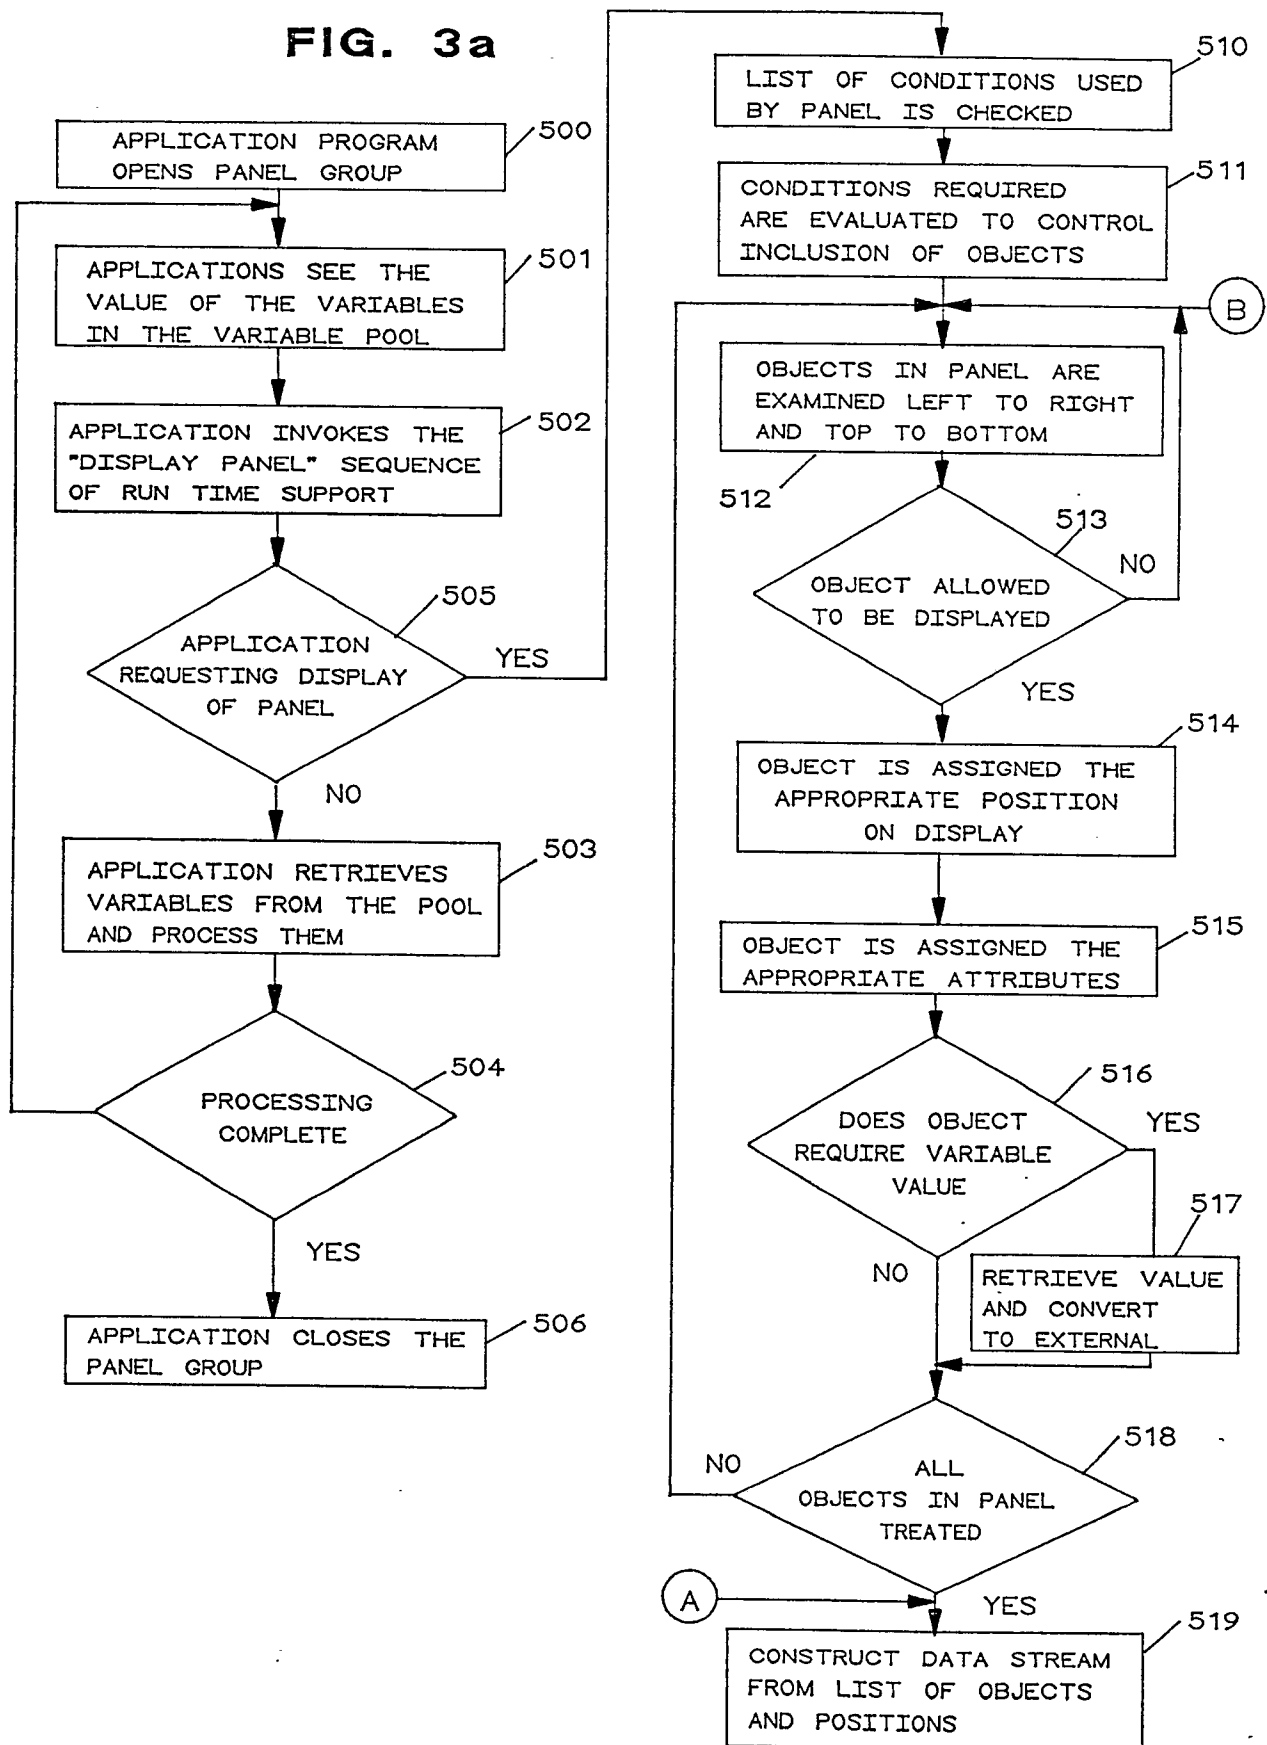 FIG. 3a
APPLICATION PROGRAM
OPENS PANEL GROUP
500
APPLICATIONS SEE THE
VALUE OF THE VARIABLES
IN THE VARIABLE POOL
501
APPLICATION INVOKES THE
"DISPLAY PANEL" SEQUENCE
OF RUN TIME SUPPORT
502
APPLICATION
REQUESTING DISPLAY
OF PANEL
505
YES
NO
APPLICATION RETRIEVES
VARIABLES FROM THE POOL
AND PROCESS THEM
503
PROCESSING
COMPLETE
504
YES
APPLICATION CLOSES THE
PANEL GROUP
506
LIST OF CONDITIONS USED
BY PANEL IS CHECKED
510
CONDITIONS REQUIRED
ARE EVALUATED TO CONTROL
INCLUSION OF OBJECTS
511
B
OBJECTS IN PANEL ARE
EXAMINED LEFT TO RIGHT
AND TOP TO BOTTOM
512
OBJECT ALLOWED
TO BE DISPLAYED
513
NO
YES
OBJECT IS ASSIGNED THE
APPROPRIATE POSITION
ON DISPLAY
514
OBJECT IS ASSIGNED THE
APPROPRIATE ATTRIBUTES
515
DOES OBJECT
REQUIRE VARIABLE
VALUE
516
YES
NO
RETRIEVE VALUE
AND CONVERT
TO EXTERNAL
517
ALL
OBJECTS IN PANEL
TREATED
518
NO
A
YES
CONSTRUCT DATA STREAM
FROM LIST OF OBJECTS
AND POSITIONS
519